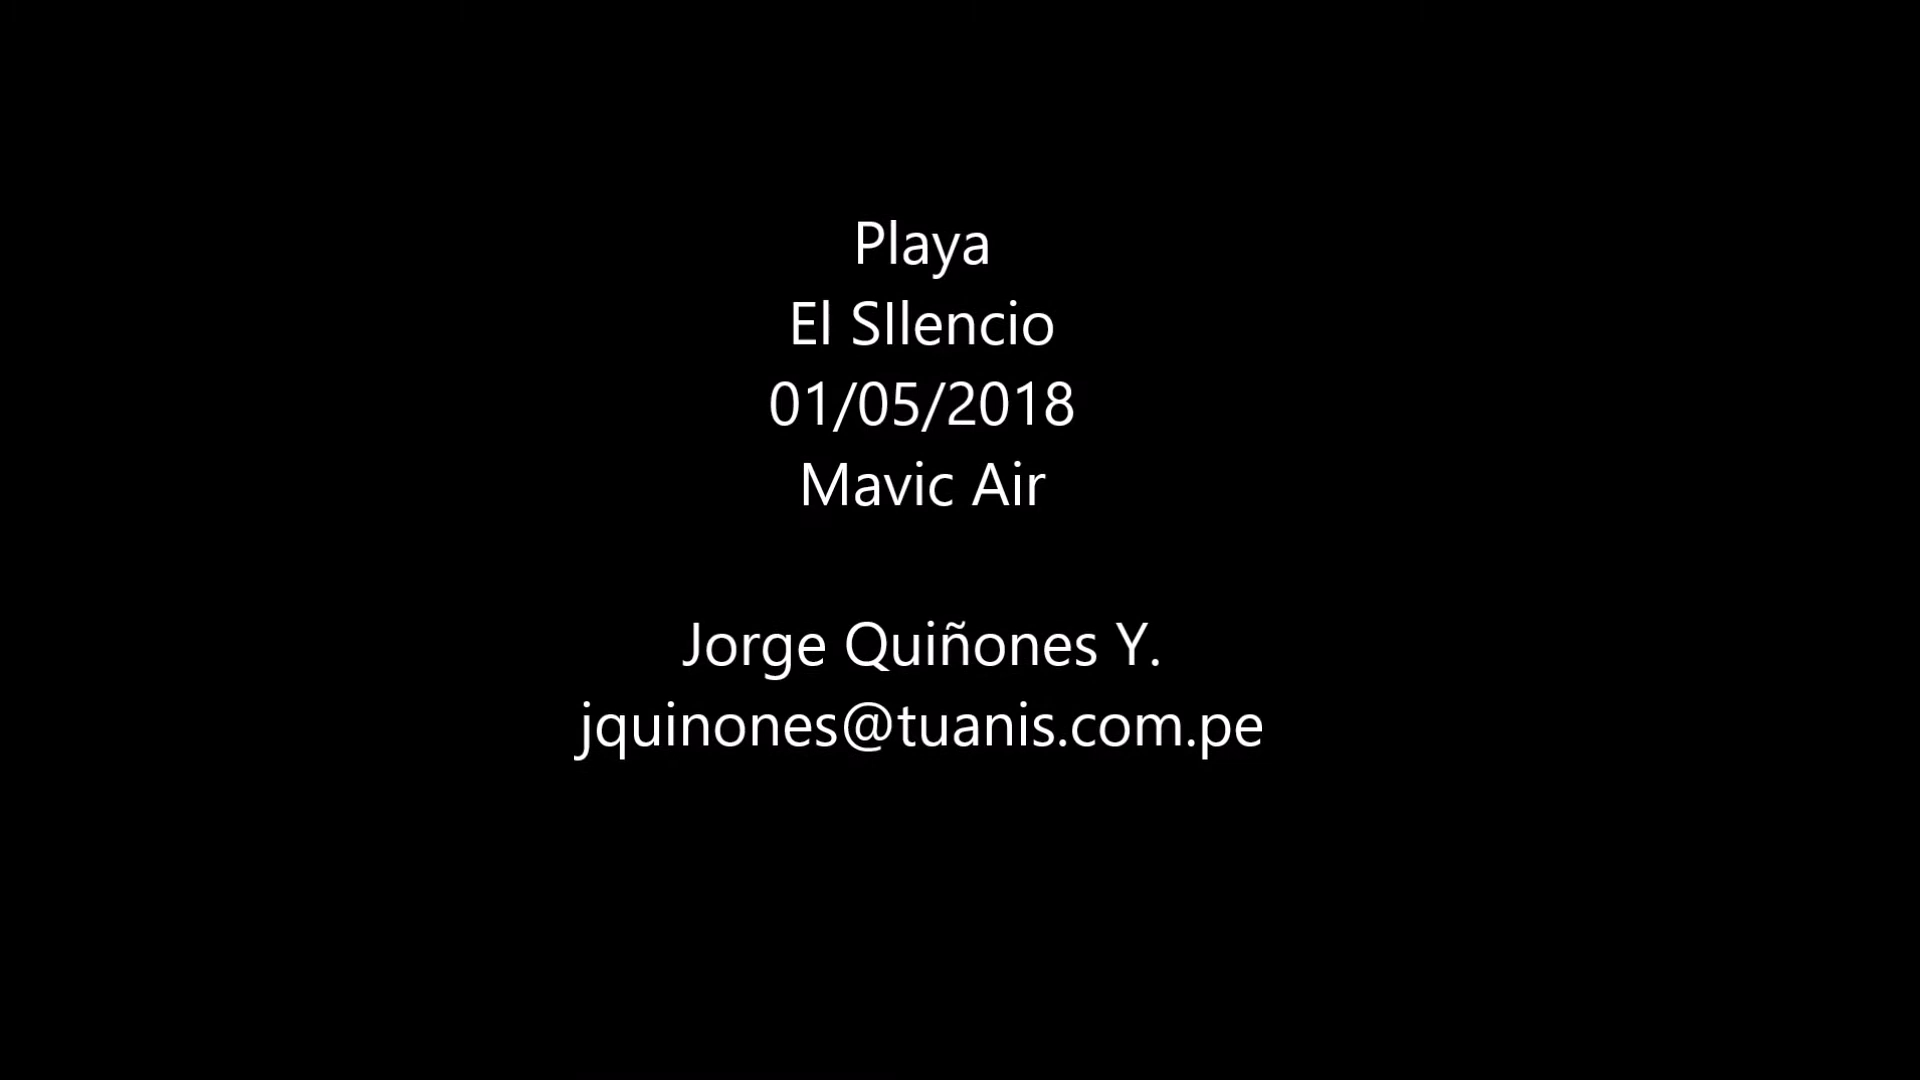 Playa
El SIlencio
01/05/2018
Mavic Air
Jorge Quiñones Y.
jquinones@tuanis.com.pe